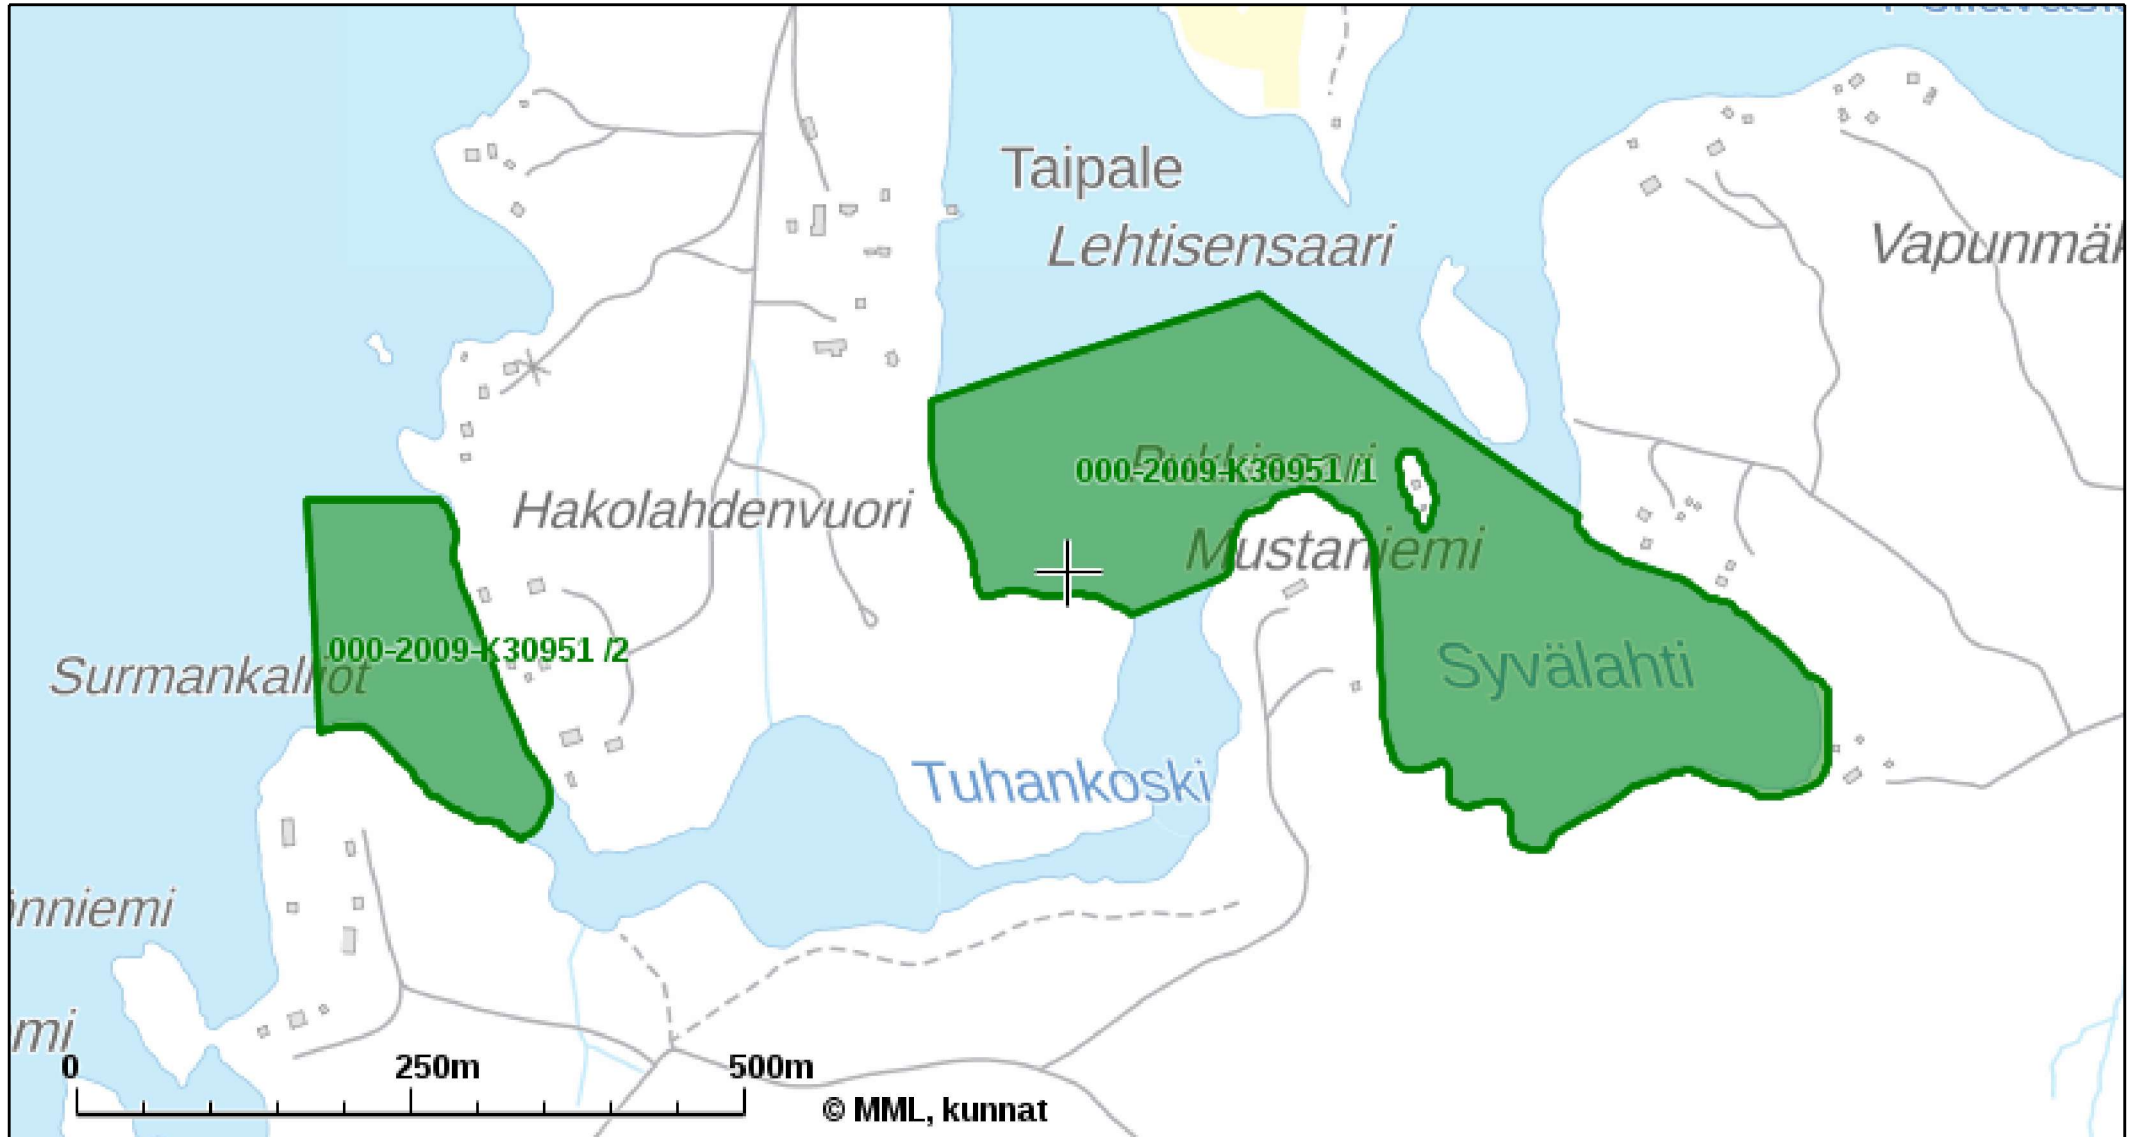 Taipale
Lehtisensaari
Vapunmäk
000-2009-K30951 /1
Hakolahdenvuori
Mustaniemi
000-2009-K30951 /2
Surmankalliot
Syvälahti
Tuhankoski
önniemi
mi
0 250m 500m
© MML, kunnat